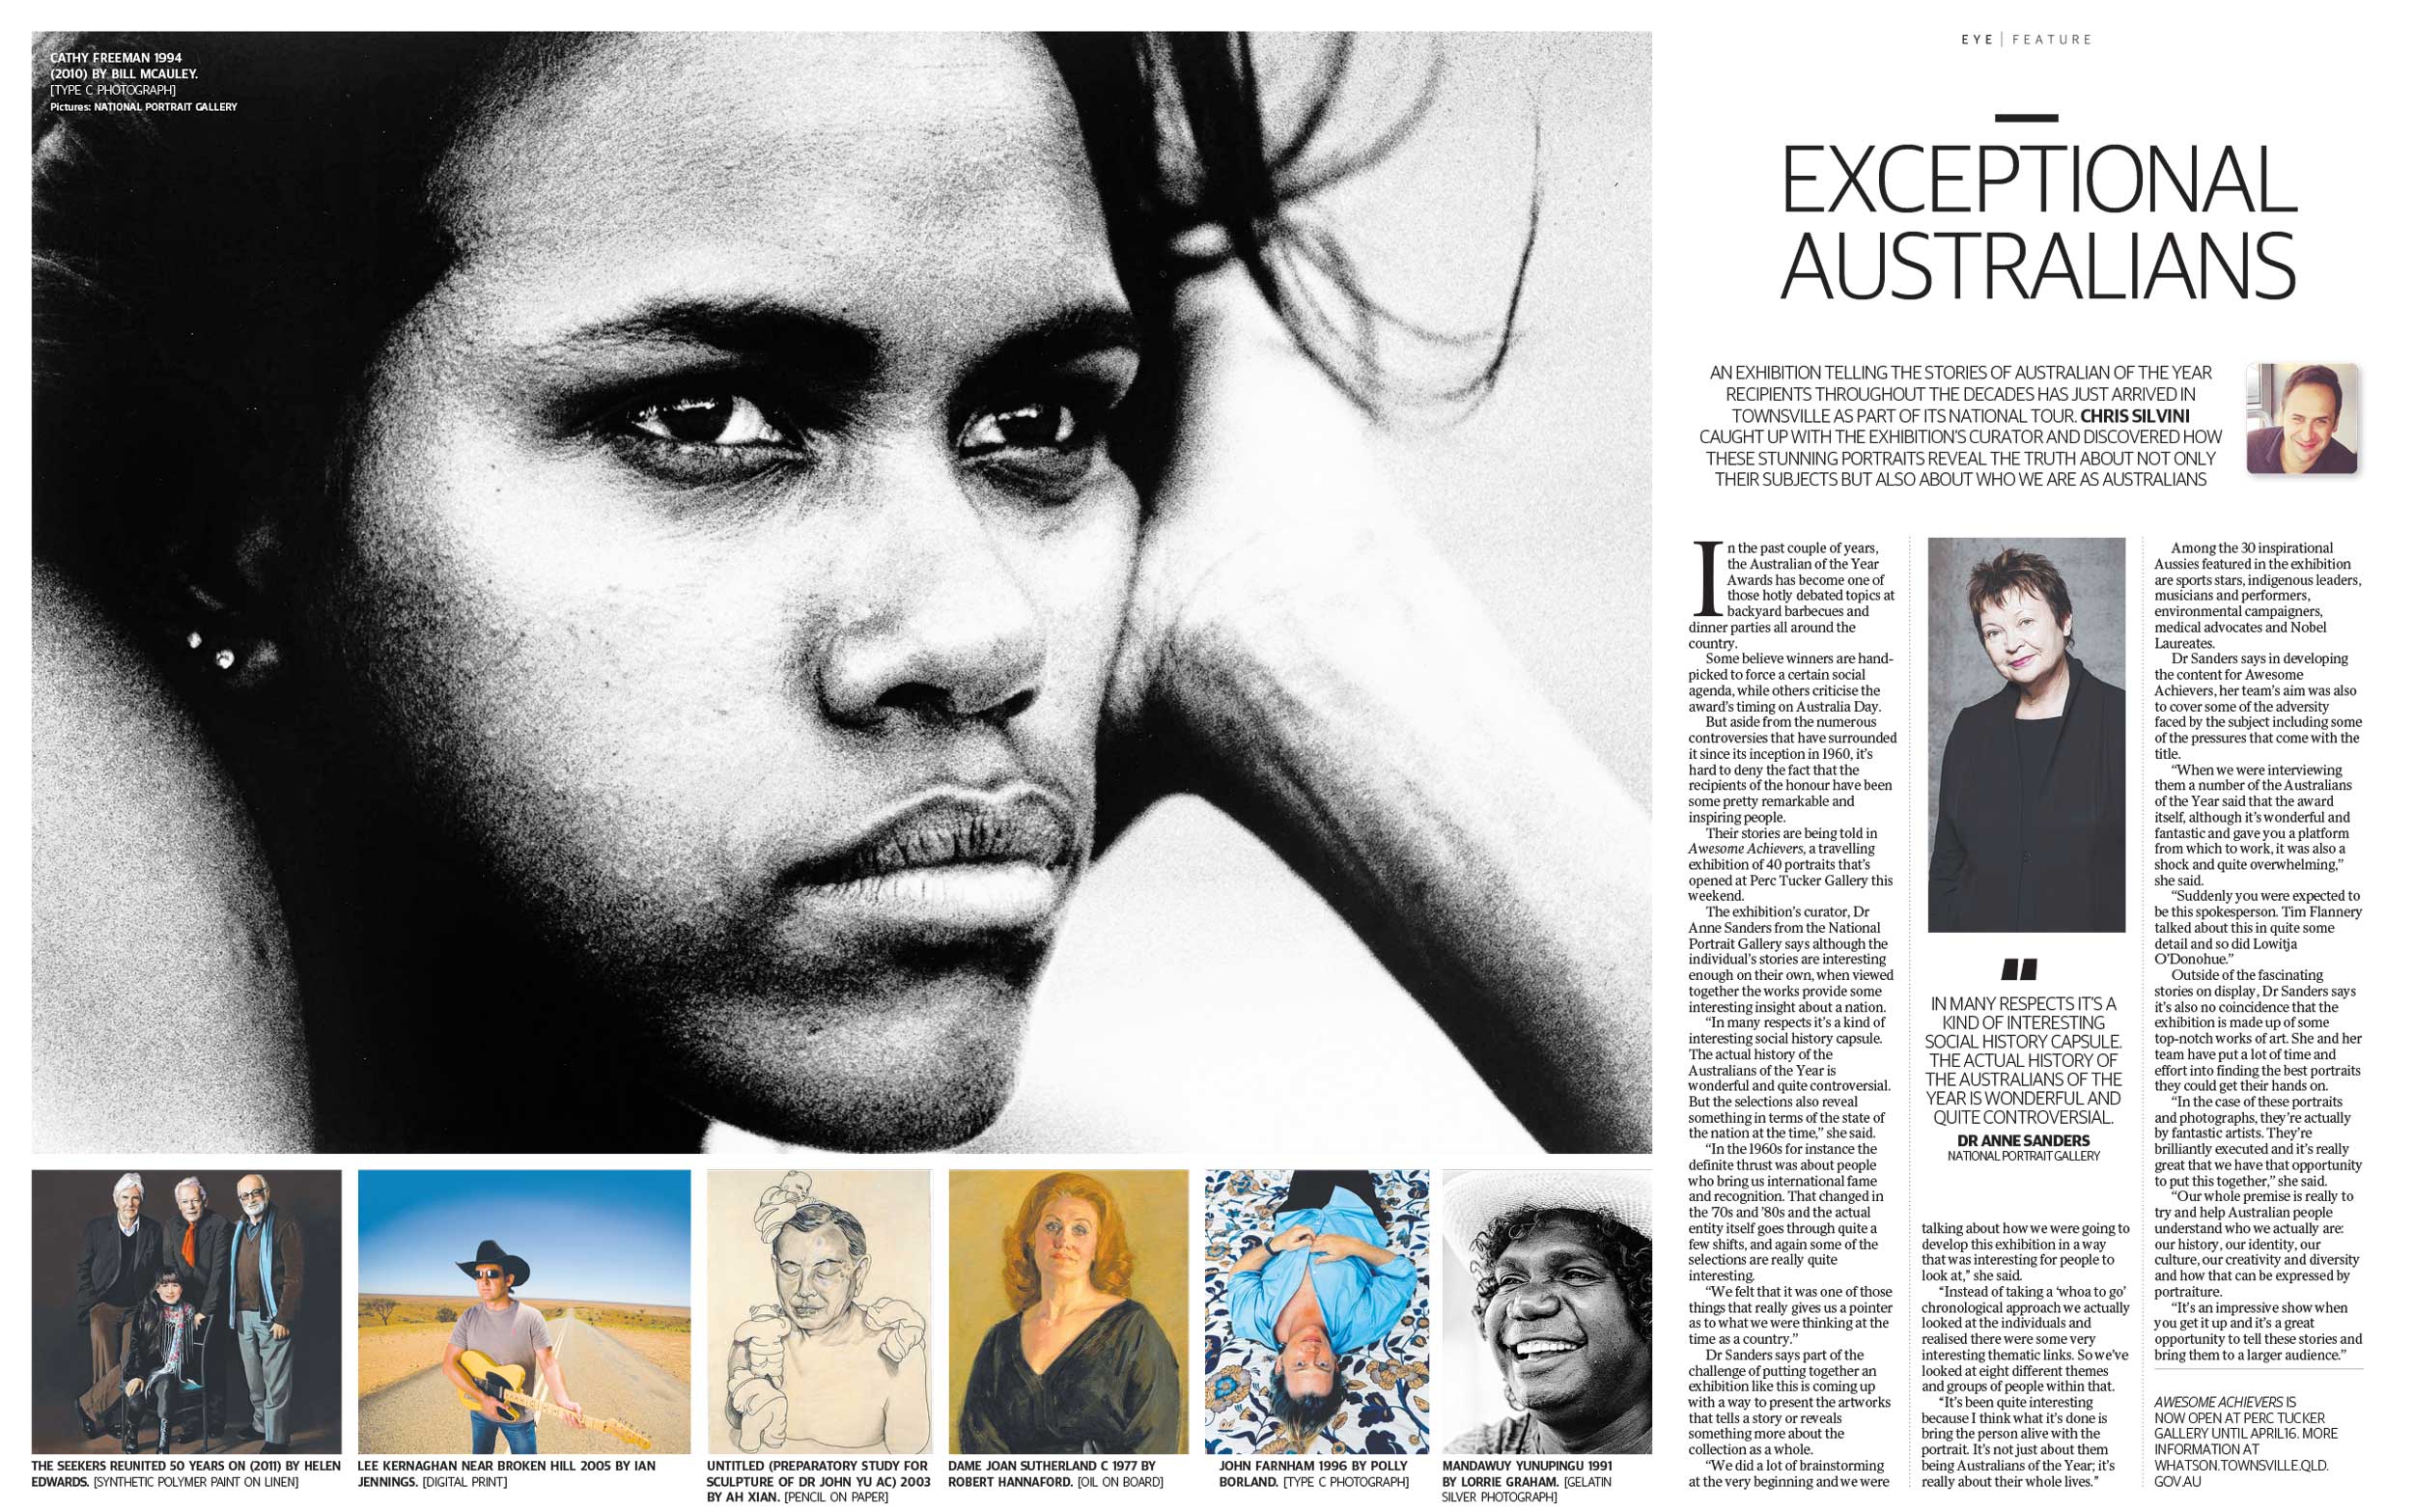 CATHY FREEMAN 1994
(2010) BY BILL MCAULEY.
[TYPE C PHOTOGRAPH]
Pictures: NATIONAL PORTRAIT GALLERY
EYE | FEATURE
EXCEPTIONAL
AUSTRALIANS
AN EXHIBITION TELLING THE STORIES OF AUSTRALIAN OF THE YEAR
RECIPIENTS THROUGHOUT THE DECADES HAS JUST ARRIVED IN
TOWNSVILLE AS PART OF ITS NATIONAL TOUR. CHRIS SILVINI
CAUGHT UP WITH THE EXHIBITION'S CURATOR AND DISCOVERED HOW
THESE STUNNING PORTRAITS REVEAL THE TRUTH ABOUT NOT ONLY
THEIR SUBJECTS BUT ALSO ABOUT WHO WE ARE AS AUSTRALIANS
In the past couple of years,
the Australian of the Year
Awards has become one of
those hotly debated topics at
backyard barbecues and
dinner parties all around the
country.
Some believe winners are hand-
picked to force a certain social
agenda, while others criticise the
award's timing on Australia Day.
But aside from the numerous
controversies that have surrounded
it since its inception in 1960, it's
hard to deny the fact that the
recipients of the honour have been
some pretty remarkable and
inspiring people.
Their stories are being told in
Awesome Achievers, a travelling
exhibition of 40 portraits that's
opened at Perc Tucker Gallery this
weekend.
The exhibition's curator, Dr
Anne Sanders from the National
Portrait Gallery says although the
individual's stories are interesting
enough on their own, when viewed
together the works provide some
interesting insight about a nation.
"In many respects it's a kind of
interesting social history capsule.
The actual history of the
Australians of the Year is
wonderful and quite controversial.
But the selections also reveal
something in terms of the state of
the nation at the time," she said.
"In the 1960s for instance the
definite thrust was about people
who bring us international fame
and recognition. That changed in
the '70s and '80s and the actual
entity itself goes through quite a
few shifts, and again some of the
selections are really quite
interesting.
"We felt that it was one of those
things that really gives us a pointer
as to what we were thinking at the
time as a country."
Dr Sanders says part of the
challenge of putting together an
exhibition like this is coming up
with a way to present the artworks
that tells a story or reveals
something more about the
collection as a whole.
"We did a lot of brainstorming
at the very beginning and we were
"
IN MANY RESPECTS IT'S A
KIND OF INTERESTING
SOCIAL HISTORY CAPSULE.
THE ACTUAL HISTORY OF
THE AUSTRALIANS OF THE
YEAR IS WONDERFUL AND
QUITE CONTROVERSIAL.
DR ANNE SANDERS
NATIONAL PORTRAIT GALLERY
talking about how we were going to
develop this exhibition in a way
that was interesting for people to
look at," she said.
"Instead of taking a 'whoa to go'
chronological approach we actually
looked at the individuals and
realised there were some very
interesting thematic links. So we've
looked at eight different themes
and groups of people within that.
"It's been quite interesting
because I think what it's done is
bring the person alive with the
portrait. It's not just about them
being Australians of the Year; it's
really about their whole lives."
Among the 30 inspirational
Aussies featured in the exhibition
are sports stars, indigenous leaders,
musicians and performers,
environmental campaigners,
medical advocates and Nobel
Laureates.
Dr Sanders says in developing
the content for Awesome
Achievers, her team's aim was also
to cover some of the adversity
faced by the subject including some
of the pressures that come with the
title.
"When we were interviewing
them a number of the Australians
of the Year said that the award
itself, although it's wonderful and
fantastic and gave you a platform
from which to work, it was also a
shock and quite overwhelming,"
she said.
"Suddenly you were expected to
be this spokesperson. Tim Flannery
talked about this in quite some
detail and so did Lowitja
O'Donohue."
Outside of the fascinating
stories on display, Dr Sanders says
it's also no coincidence that the
exhibition is made up of some
top-notch works of art. She and her
team have put a lot of time and
effort into finding the best portraits
they could get their hands on.
"In the case of these portraits
and photographs, they're actually
by fantastic artists. They're
brilliantly executed and it's really
great that we have that opportunity
to put this together," she said.
"Our whole premise is really to
try and help Australian people
understand who we actually are:
our history, our identity, our
culture, our creativity and diversity
and how that can be expressed by
portraiture.
"It's an impressive show when
you get it up and it's a great
opportunity to tell these stories and
bring them to a larger audience."
AWESOME ACHIEVERS IS
NOW OPEN AT PERC TUCKER
GALLERY UNTIL APRIL16. MORE
INFORMATION AT
WHATSON.TOWNSVILLE.QLD.
GOV.AU
THE SEEKERS REUNITED 50 YEARS ON (2011) BY HELEN
EDWARDS. [SYNTHETIC POLYMER PAINT ON LINEN]
LEE KERNAGHAN NEAR BROKEN HILL 2005 BY IAN
JENNINGS. [DIGITAL PRINT]
UNTITLED (PREPARATORY STUDY FOR
SCULPTURE OF DR JOHN YU AC) 2003
BY AH XIAN. [PENCIL ON PAPER]
DAME JOAN SUTHERLAND C 1977 BY
ROBERT HANNAFORD. [OIL ON BOARD]
JOHN FARNHAM 1996 BY POLLY
BORLAND. [TYPE C PHOTOGRAPH]
MANDAWUY YUNUPINGU 1991
BY LORRIE GRAHAM. [GELATIN
SILVER PHOTOGRAPH]